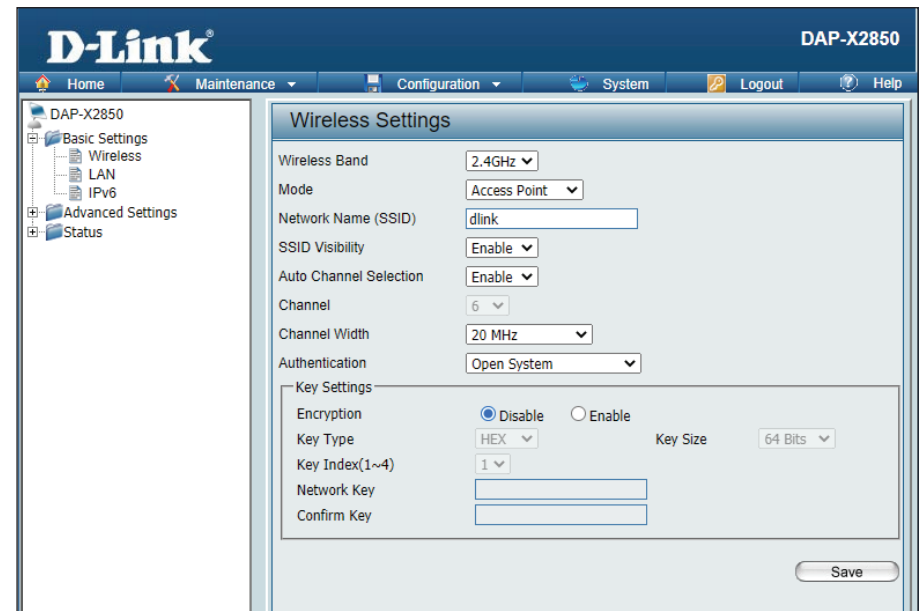 D-Link®
DAP-X2850
Home Maintenance Configuration System Logout Help
DAP-X2850
Basic Settings
Wireless
LAN
IPv6
Advanced Settings
Status
Wireless Settings
Wireless Band 2.4GHz
Mode Access Point
Network Name (SSID) dlink
SSID Visibility Enable
Auto Channel Selection Enable
Channel 6
Channel Width 20 MHz
Authentication Open System
Key Settings
Encryption Disable Enable
Key Type HEX Key Size 64 Bits
Key Index(1~4) 1
Network Key
Confirm Key
Save